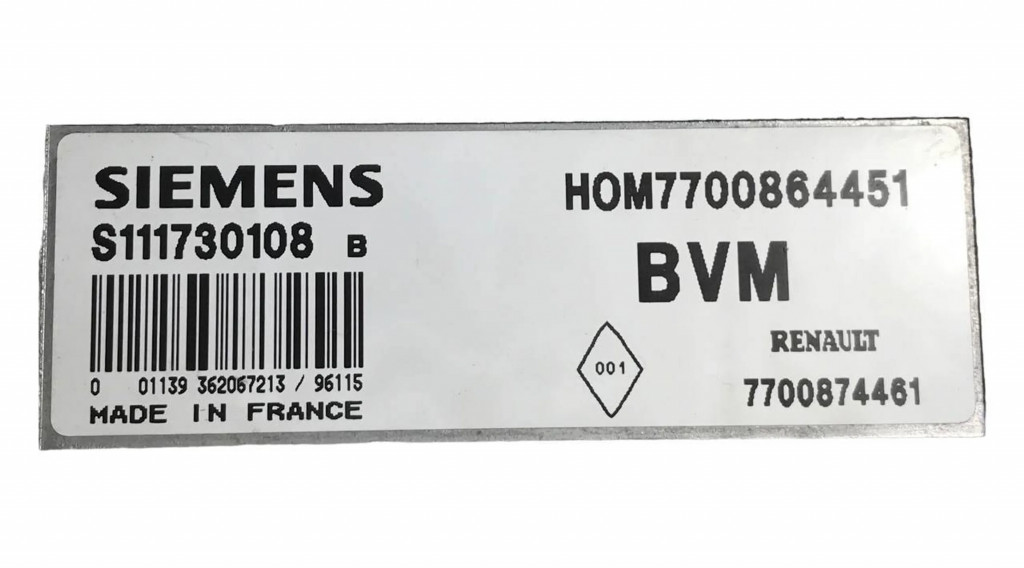 SIEMENS
S111730108 B
0 01139 362067213 / 96115
MADE IN FRANCE
HOM7700864451
BVM
001
RENAULT
7700874461